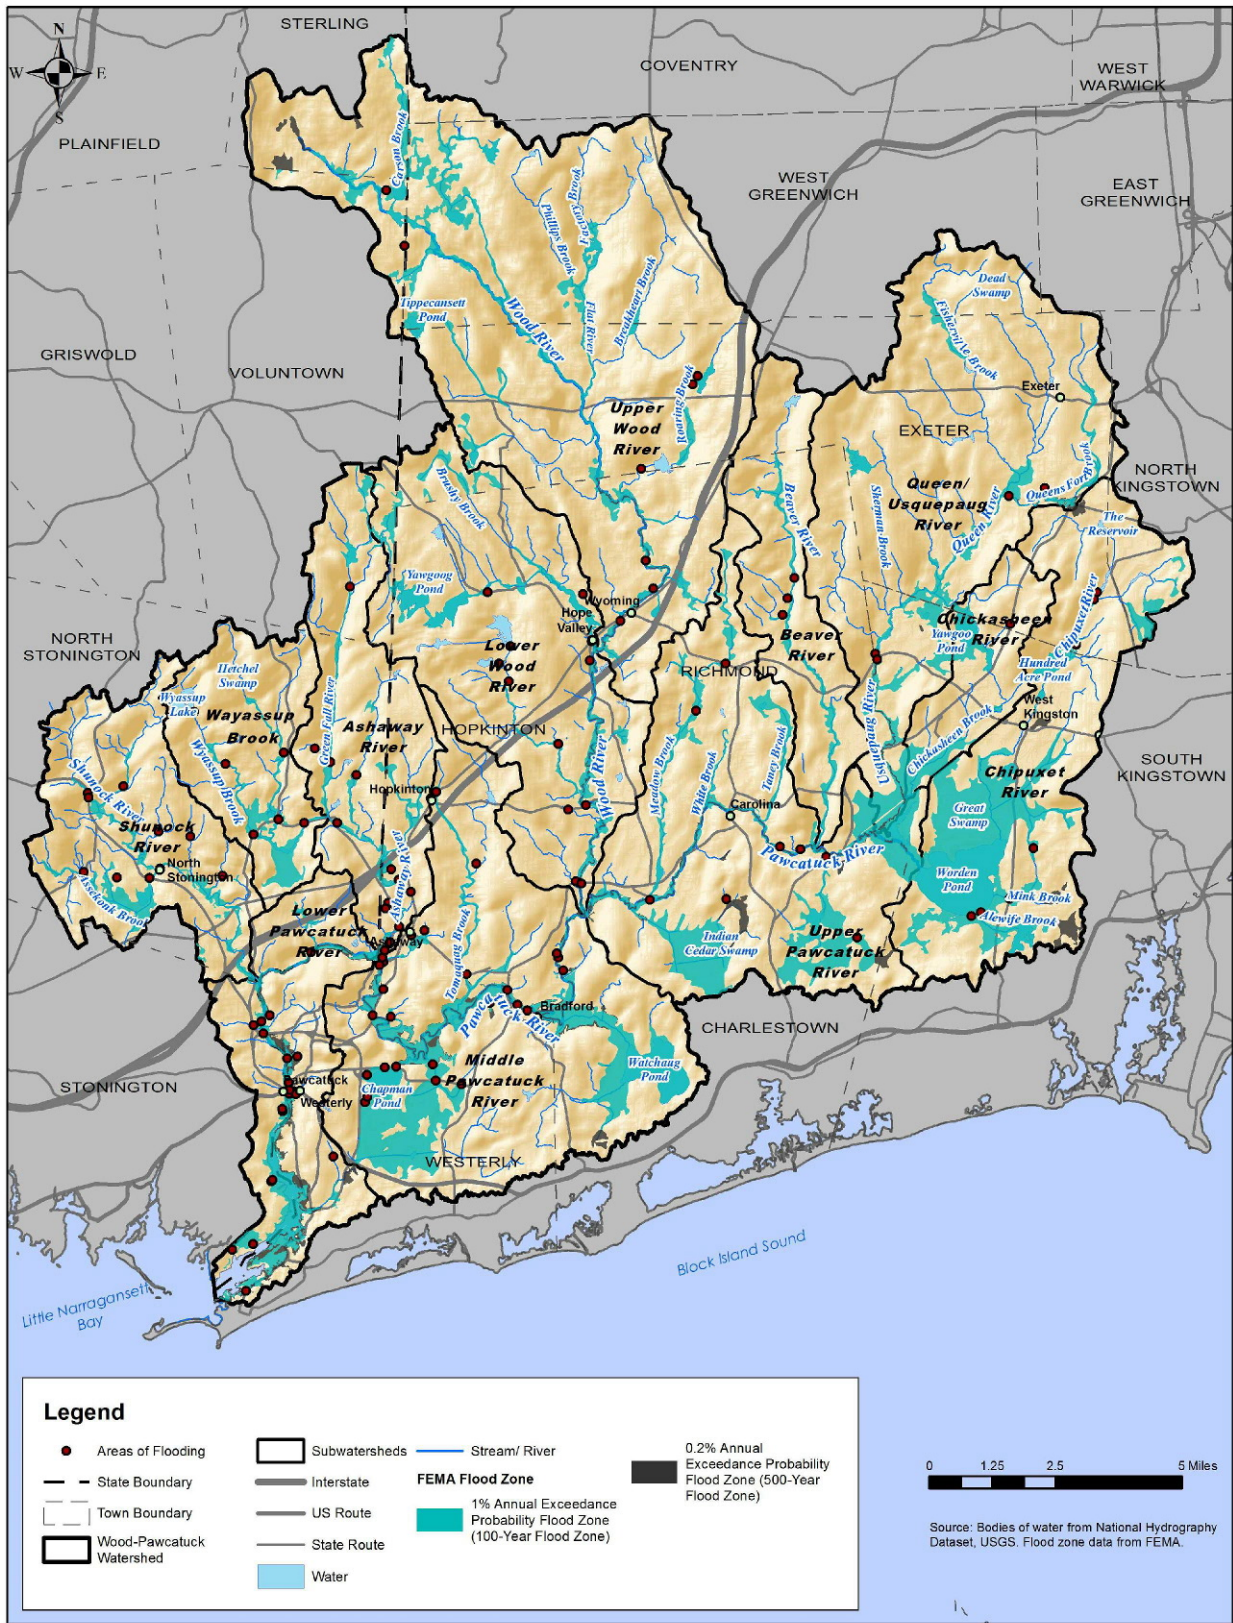 STERLING
COVENTRY
WEST
WARWICK
N
W
E
S
PLAINFIELD
WEST
GREENWICH
EAST
GREENWICH
Carson Brook
Phillips Brook
Factory Brook
Breakheart Brook
Flat River
Wood River
Tippecansett
Pond
Dead
Swamp
Fisherville Brook
GRISWOLD
VOLUNTOWN
Exeter
Roaring Brook
Upper
Wood
River
EXETER
NORTH
KINGSTOWN
Brushy Brook
Beaver River
Sherman Brook
Queen/
Usquepaug
River
Queen River
Queens Fort Brook
The
Reservoir
Yawgoog
Pond
Wyoming
Hope
Valley
Chipuxet River
NORTH
STONINGTON
Lower
Wood
River
Beaver
River
Chickasheen
River
Yawgoo
Pond
Hundred
Acre Pond
Hetchel
Swamp
Wyassup
Lake
RICHMOND
West
Kingston
Wayassup
Brook
Green Fall River
Ashaway
River
HOPKINTON
Usquepaug River
Chickasheen Brook
Wyassup Brook
Shunock River
Wood River
Meadow Brook
White Brook
Taney Brook
SOUTH
KINGSTOWN
Chipuxet
River
Hopkinton
Carolina
Great
Swamp
Shunock
River
North
Stonington
Ashaway River
Pawcatuck River
Worden
Pond
Mink Brook
Assekonk Brook
Alewife Brook
Lower
Pawcatuck
River
Ashaway
Tomaquag Brook
Indian
Cedar Swamp
Upper
Pawcatuck
River
Pawcatuck River
Bradford
CHARLESTOWN
Watchaug
Pond
STONINGTON
Pawcatuck
Westerly
Chapman
Pond
Middle
Pawcatuck
River
WESTERLY
Block Island Sound
Little Narragansett
Bay
Legend
Areas of Flooding
State Boundary
Town Boundary
Wood-Pawcatuck
Watershed
Subwatersheds
Interstate
US Route
State Route
Water
Stream/ River
FEMA Flood Zone
1% Annual Exceedance
Probability Flood Zone
(100-Year Flood Zone)
0.2% Annual
Exceedance Probability
Flood Zone (500-Year
Flood Zone)
0 1.25 2.5 5 Miles
Source: Bodies of water from National Hydrography
Dataset, USGS. Flood zone data from FEMA.